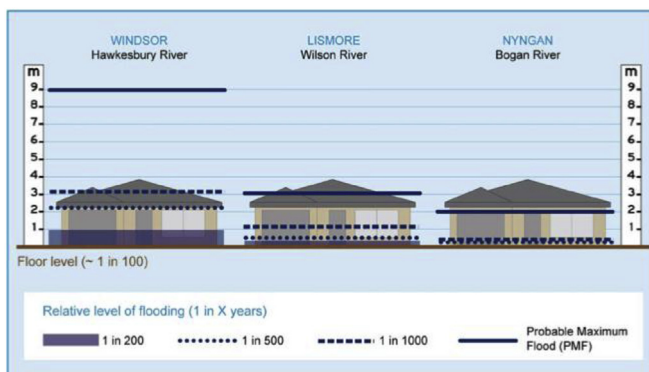 WINDSOR
Hawkesbury River
LISMORE
Wilson River
NYNGAN
Bogan River
m
9
8
7
6
5
4
3
2
1
m
9
8
7
6
5
4
3
2
1
Floor level (~ 1 in 100)
Relative level of flooding (1 in X years)
1 in 200
1 in 500
1 in 1000
Probable Maximum
Flood (PMF)